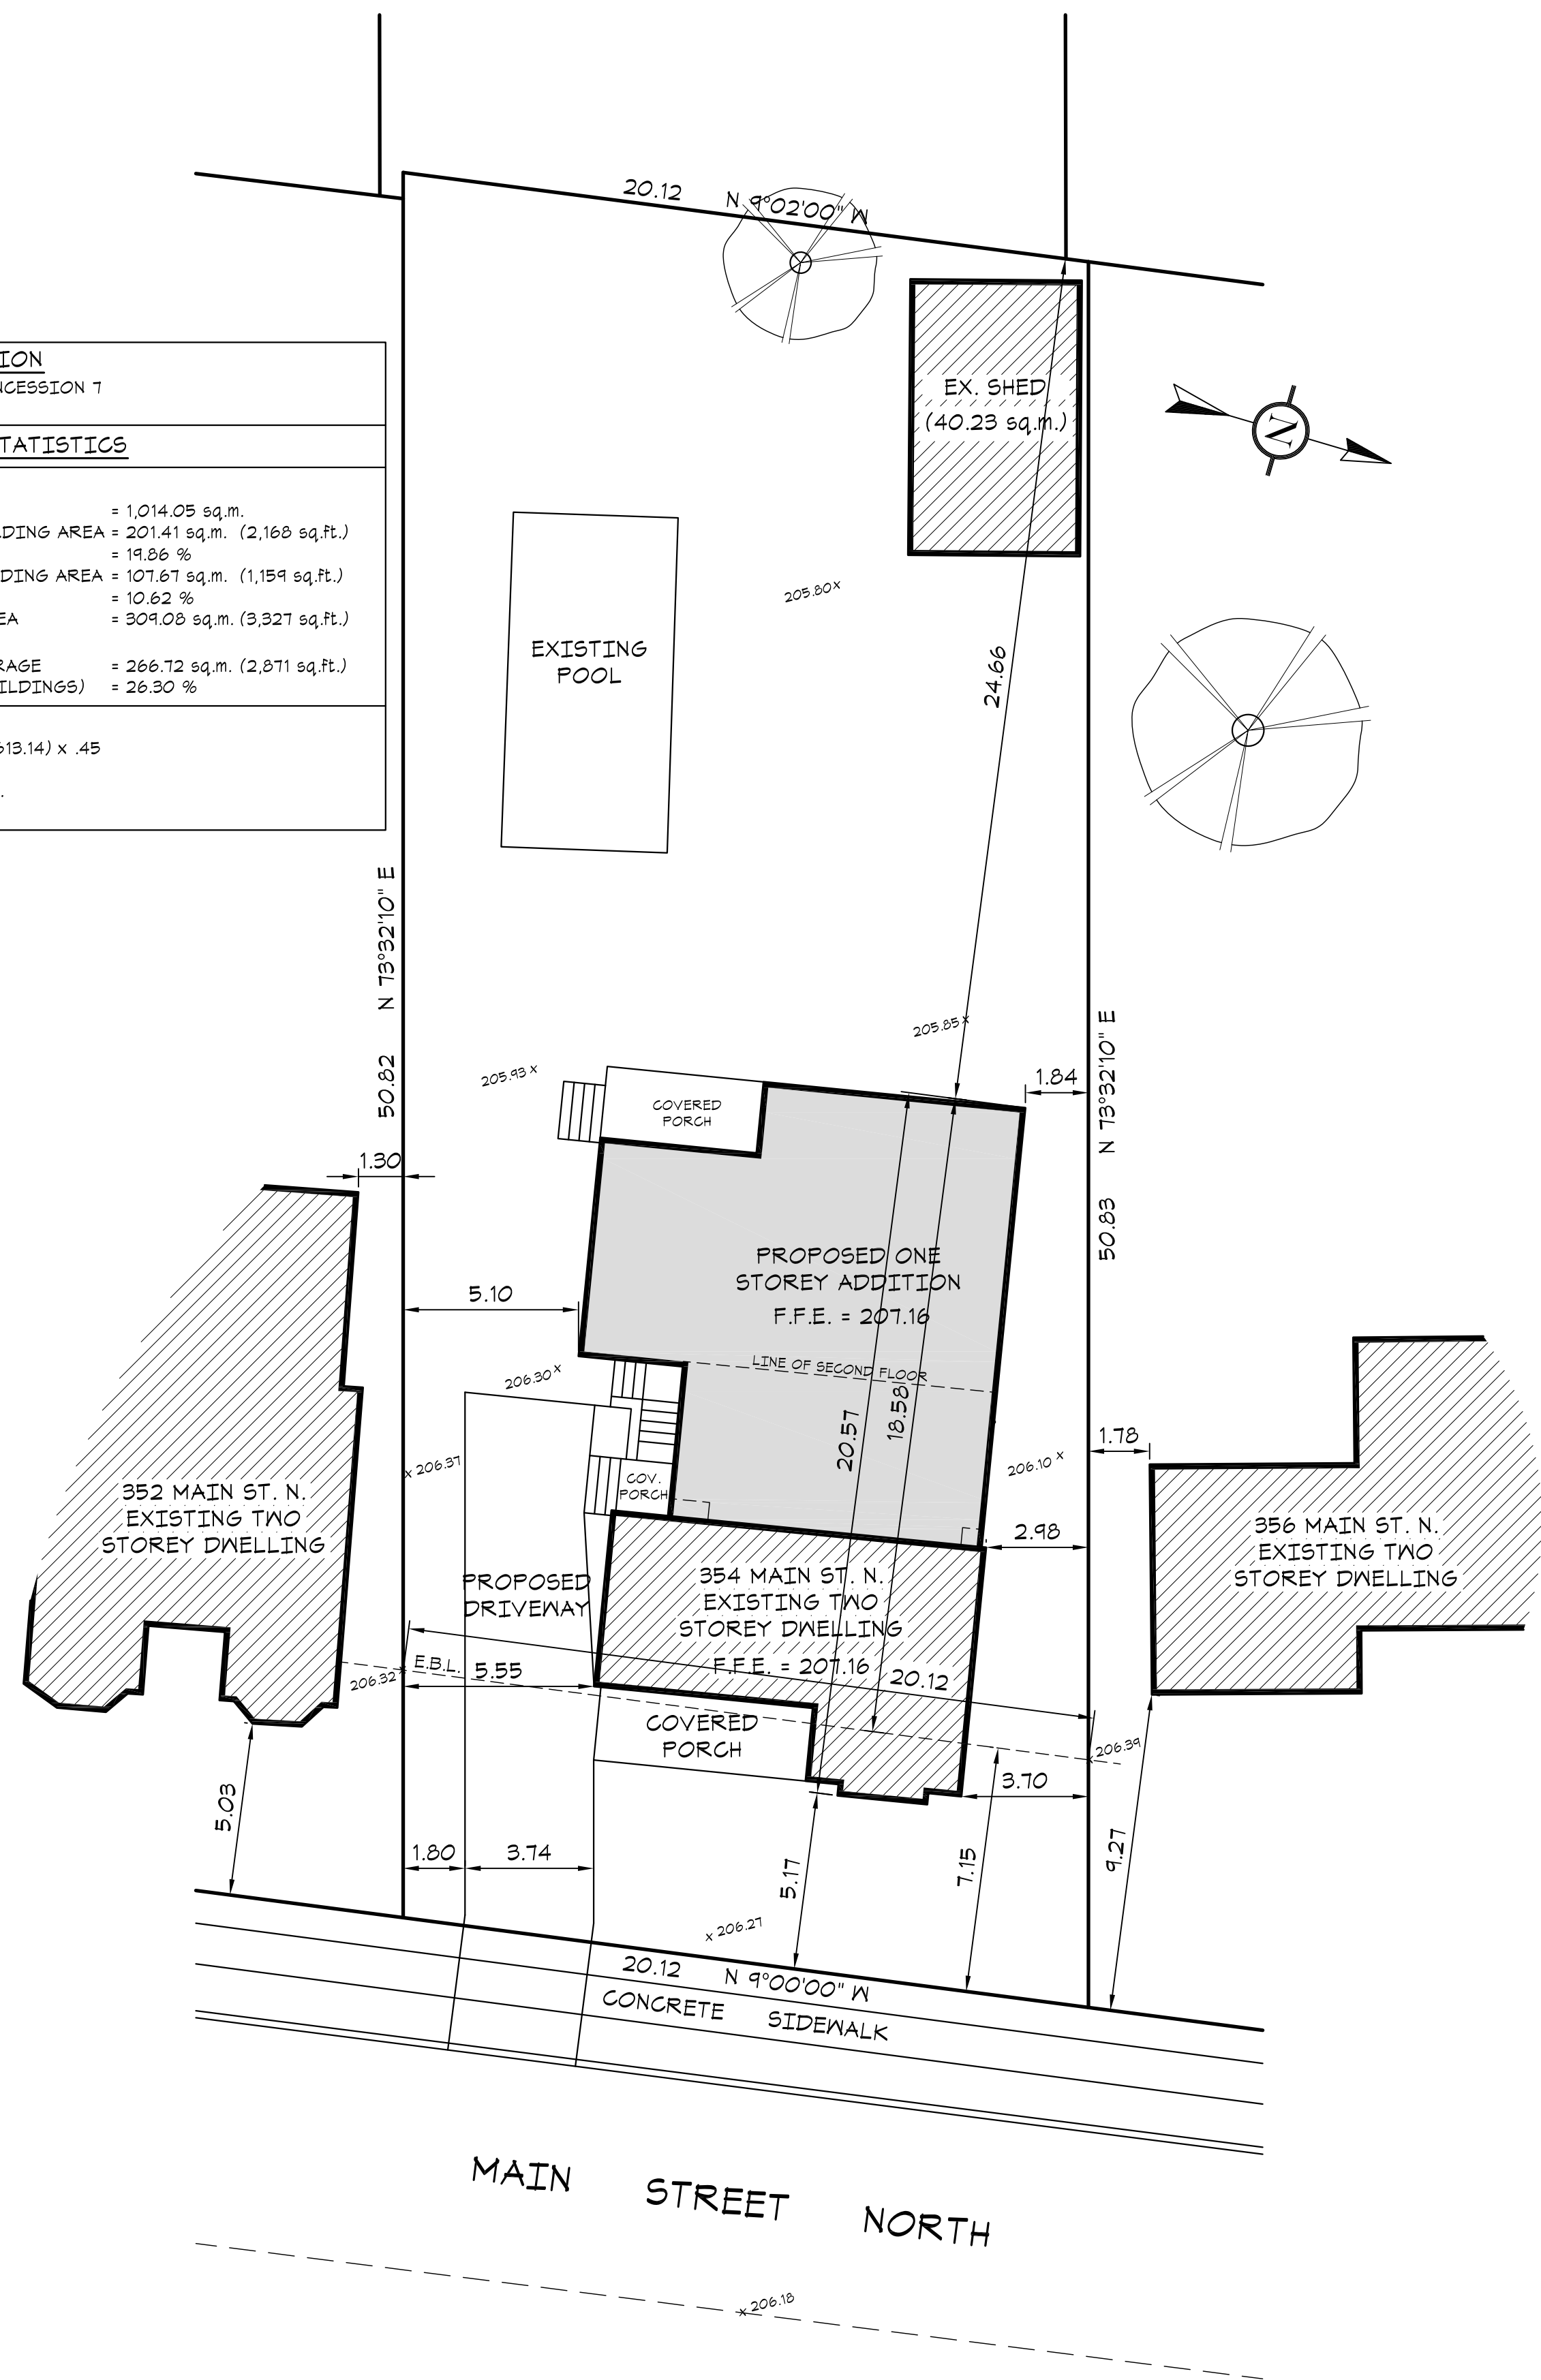 20.12
N 9°02'00" W
ION
NCESSION 7
TATISTICS
= 1,014.05 sq.m.
LDING AREA = 201.41 sq.m. (2,168 sq.ft.)
= 19.86 %
DING AREA = 107.67 sq.m. (1,159 sq.ft.)
= 10.62 %
EA = 309.08 sq.m. (3,327 sq.ft.)
RAGE = 266.72 sq.m. (2,871 sq.ft.)
ILDINGS) = 26.30 %
613.14) x .45
EX. SHED
(40.23 sq.m.)
N
205.80 x
EXISTING
POOL
24.66
50.82 N 73°32'10" E
50.83 N 73°32'10" E
205.85 x
205.93 x
1.84
COVERED
PORCH
1.30
5.10
PROPOSED ONE
STOREY ADDITION
F.F.E. = 207.16
LINE OF SECOND FLOOR
206.30 x
20.57
18.58
1.78
x 206.37
206.10 x
COV.
PORCH
352 MAIN ST. N.
EXISTING TWO
STOREY DWELLING
2.98
356 MAIN ST. N.
EXISTING TWO
STOREY DWELLING
PROPOSED
DRIVEWAY
354 MAIN ST. N.
EXISTING TWO
STOREY DWELLING
F.F.E. = 207.16
E.B.L.
206.32
5.55
20.12
COVERED
PORCH
206.39
3.70
5.03
1.80
3.74
5.17
7.15
9.27
x 206.27
20.12 N 9°00'00" W
CONCRETE SIDEWALK
MAIN STREET NORTH
x 206.18